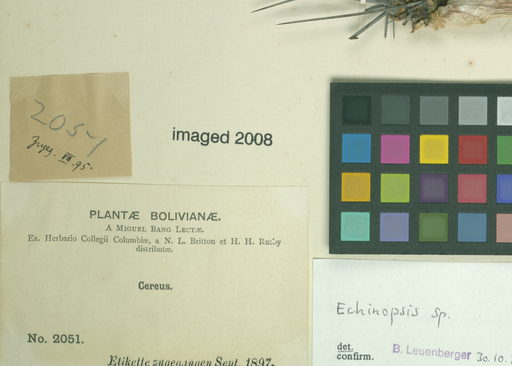 2051
VII. 95.
imaged 2008
PLANTÆ BOLIVIANÆ.
A MIGUEL BANG LECTÆ.
Ex. Herbario Collegii Columbiæ, a N. L. Britton et H. H. Rusby
distributæ.
Cereus.
No. 2051.
Etikette zugegangen Sept. 1897.
Echinopsis sp.
det.
confirm.
B. Leuenberger 30.10.